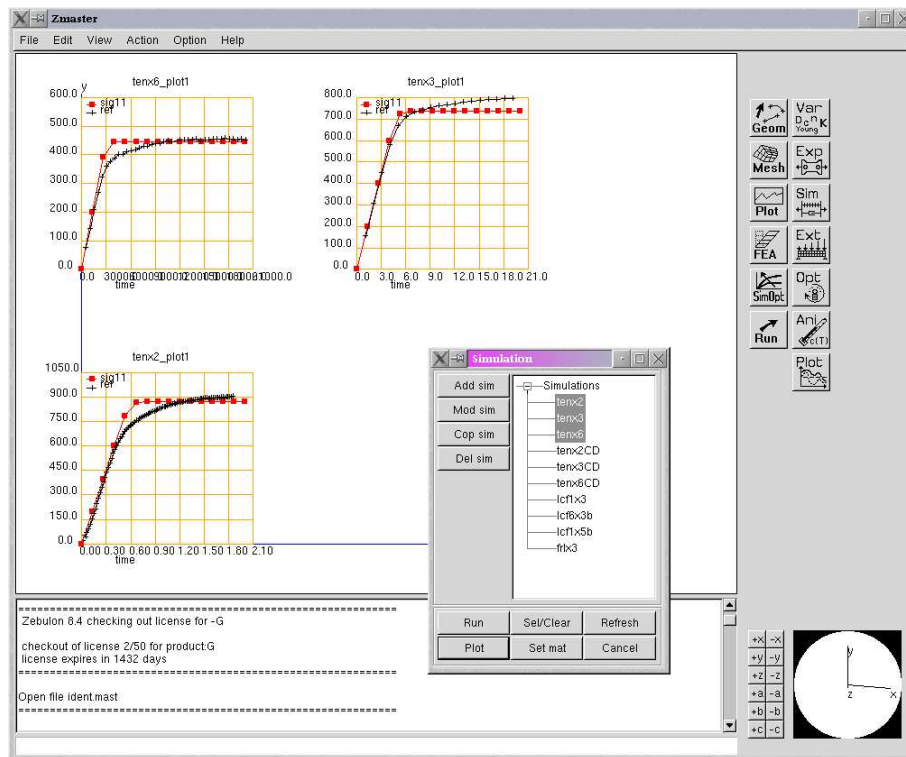 Zmaster
File Edit View Action Option Help
tenx6_plot1
y
600.0
500.0
400.0
300.0
200.0
100.0
0.0
sig11
ref
0.0
time
tenx3_plot1
800.0
700.0
600.0
500.0
400.0
300.0
200.0
100.0
0.0
sig11
ref
0.0 3.0 6.0 9.0 12.0 15.0 18.0 21.0
time
tenx2_plot1
1050.0
900.0
750.0
600.0
450.0
300.0
150.0
0.0
sig11
ref
0.00 0.30 0.60 0.90 1.20 1.50 1.80 2.10
time
Geom
Var
D c n K
Young
Mesh
Exp
Plot
Sim
FEA
Ext
SimOpt
Opt
Run
Ani
c(T)
Plot
Simulation
Add sim
Mod sim
Cop sim
Del sim
Simulations
tenx2
tenx3
tenx6
tenx2CD
tenx3CD
tenx6CD
lcf1x3
lcf6x3b
lcf1x5b
frlx3
Run Sel/Clear Refresh
Plot Set mat Cancel
================================================================
Zebulon 8.4 checking out license for -G
checkout of license 2/50 for product:G
license expires in 1432 days
================================================================
Open file ident.mast
================================================================
+x -x
+y -y
+z -z
+a -a
+b -b
+c -c
y
z
x